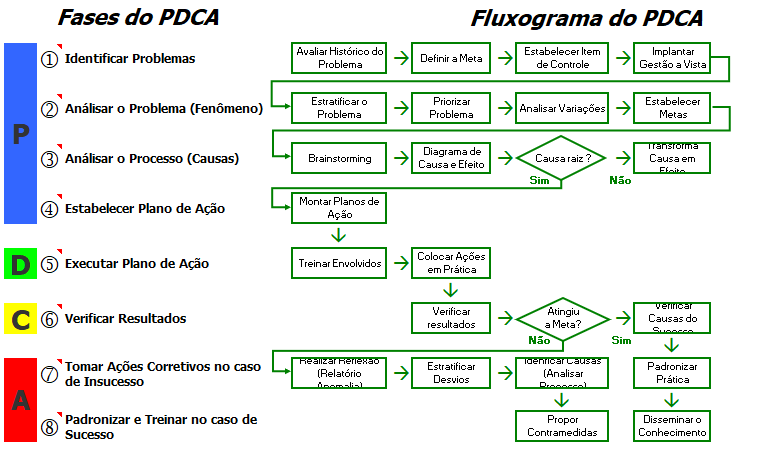 Fases do PDCA
Fluxograma do PDCA
P
① Identificar Problemas
Avaliar Histórico do
Problema
Definir a Meta
Estabelecer Item
de Controle
Implantar
Gestão a Vista
② Análisar o Problema (Fenômeno)
Estratificar o
Problema
Priorizar
Problema
Analisar Variações
Estabelecer
Metas
③ Análisar o Processo (Causas)
Brainstorming
Diagrama de
Causa e Efeito
Causa raiz ?
Transforma
Causa em
Efeito
Sim
Não
④ Estabelecer Plano de Ação
Montar Planos de
Ação
D
⑤ Executar Plano de Ação
Treinar Envolvidos
Colocar Ações
em Prática
C
⑥ Verificar Resultados
Verificar
resultados
Atingiu
a Meta?
Verificar
Causas do
Sucesso
Não
Sim
A
⑦ Tomar Ações Corretivos no caso
de Insucesso
Realizar Reflexão
(Relatório
Anomalia)
Estratificar
Desvios
Identificar Causas
(Analisar
Processo)
Padronizar
Prática
⑧ Padronizar e Treinar no caso de
Sucesso
Propor
Contramedidas
Disseminar o
Conhecimento